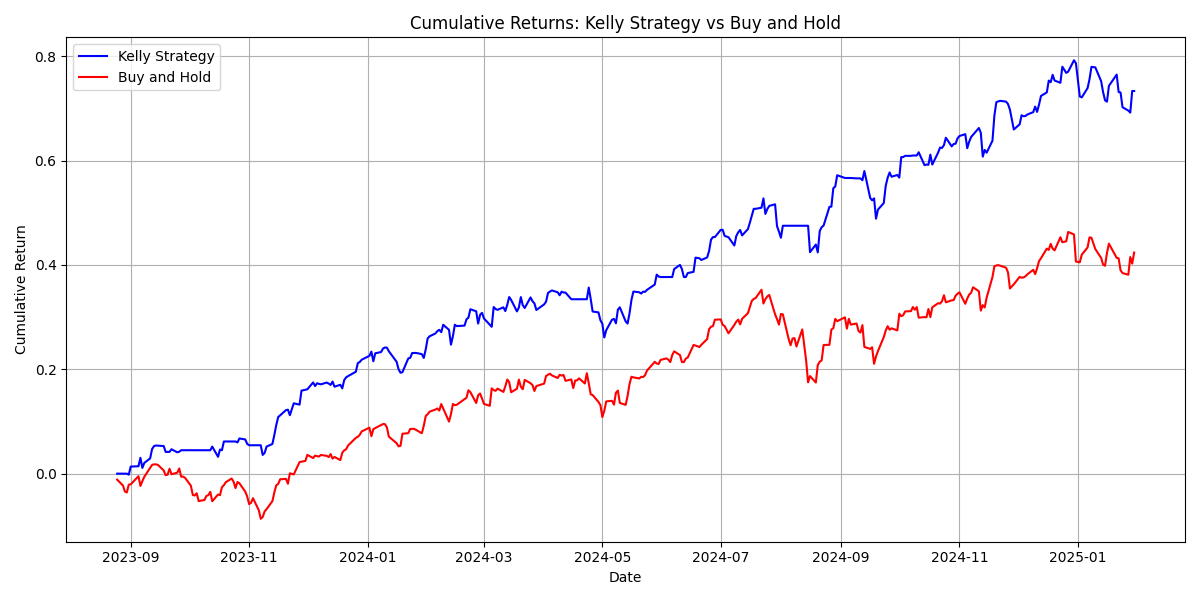 Cumulative Returns: Kelly Strategy vs Buy and Hold
Kelly Strategy
Buy and Hold
Cumulative Return
0.8
0.6
0.4
0.2
0.0
2023-09
2023-11
2024-01
2024-03
2024-05
2024-07
2024-09
2024-11
2025-01
Date